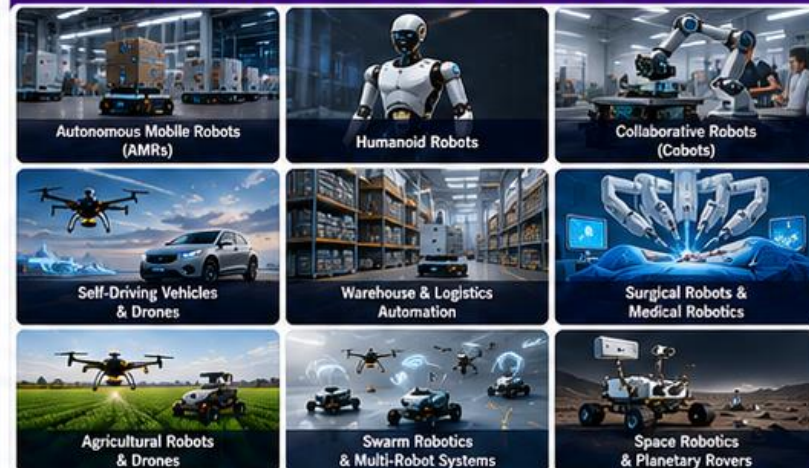 Autonomous Mobile Robots
(AMRs)
Humanoid Robots
Collaborative Robots
(Cobots)
Self-Driving Vehicles
& Drones
Warehouse & Logistics
Automation
Surgical Robots &
Medical Robotics
Agricultural Robots
& Drones
Swarm Robotics
& Multi-Robot Systems
Space Robotics
& Planetary Rovers